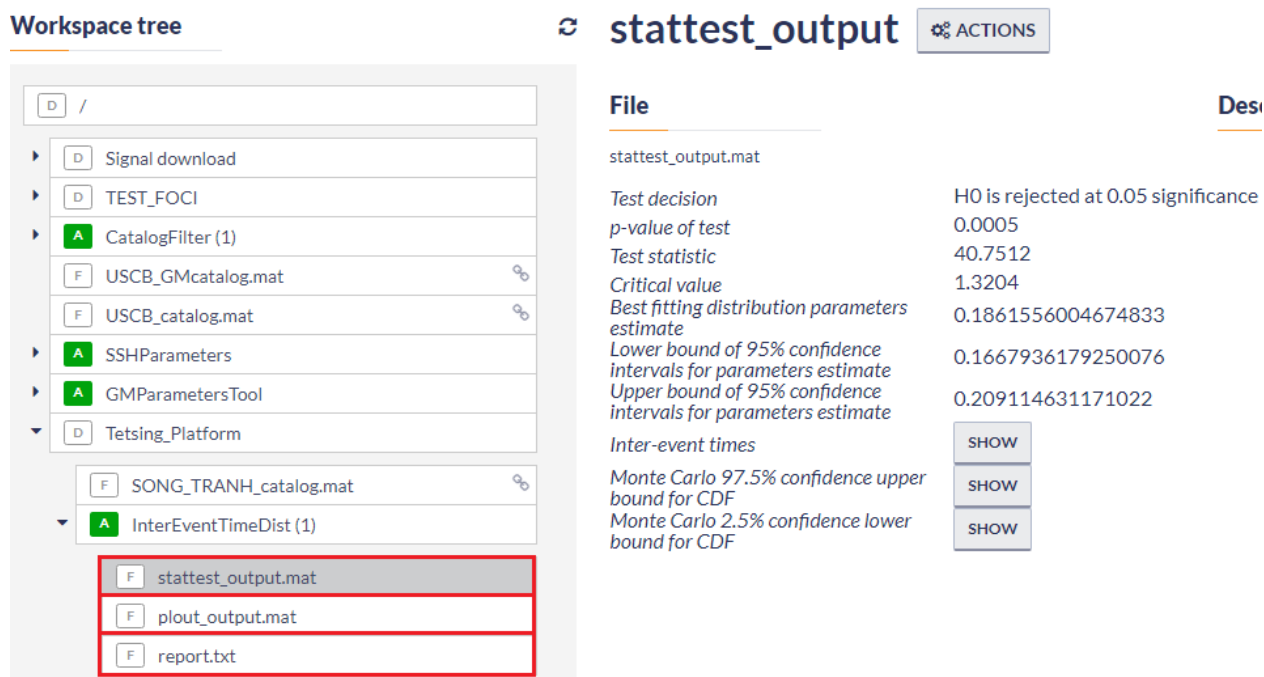 Workspace tree
D /
D Signal download
D TEST_FOCI
A CatalogFilter (1)
F USCB_GMcatalog.mat
F USCB_catalog.mat
A SSHParameters
A GMParametersTool
D Tetsing_Platform
F SONG_TRANH_catalog.mat
A InterEventTimeDist (1)
F stattest_output.mat
F plout_output.mat
F report.txt
stattest_output ACTIONS
File Desc
stattest_output.mat
Test decision H0 is rejected at 0.05 significance
p-value of test 0.0005
Test statistic 40.7512
Critical value 1.3204
Best fitting distribution parameters
estimate 0.1861556004674833
Lower bound of 95% confidence
intervals for parameters estimate 0.1667936179250076
Upper bound of 95% confidence
intervals for parameters estimate 0.209114631171022
Inter-event times SHOW
Monte Carlo 97.5% confidence upper
bound for CDF SHOW
Monte Carlo 2.5% confidence lower
bound for CDF SHOW